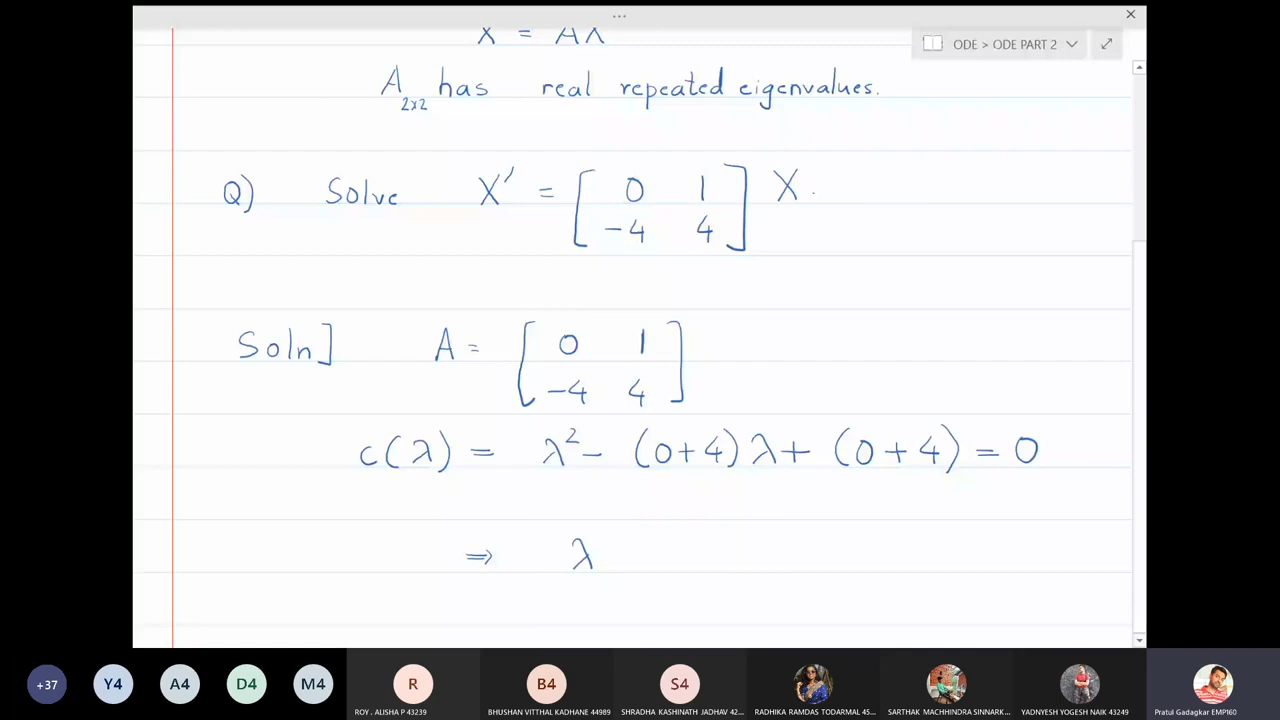 X = AX
ODE > ODE PART 2
A2x2 has real repeated eigenvalues.
Q) Solve X′ = [ 0 1
-4 4 ] X.
Soln] A = [ 0 1
-4 4 ]
c(λ) = λ² - (0+4)λ + (0+4) = 0
⇒ λ
+37 Y4 A4 D4 M4 R B4 S4
ROY . ALISHA P 43239 BHUSHAN VITTHAL KADHANE 44989 SHRADHA KASHINATH JADHAV 42... RADHIKA RAMDAS TODARMAL 45... SARTHAK MACHHINDRA SINNARK... YADNYESH YOGESH NAIK 43249 Pratul Gadagkar EMP160